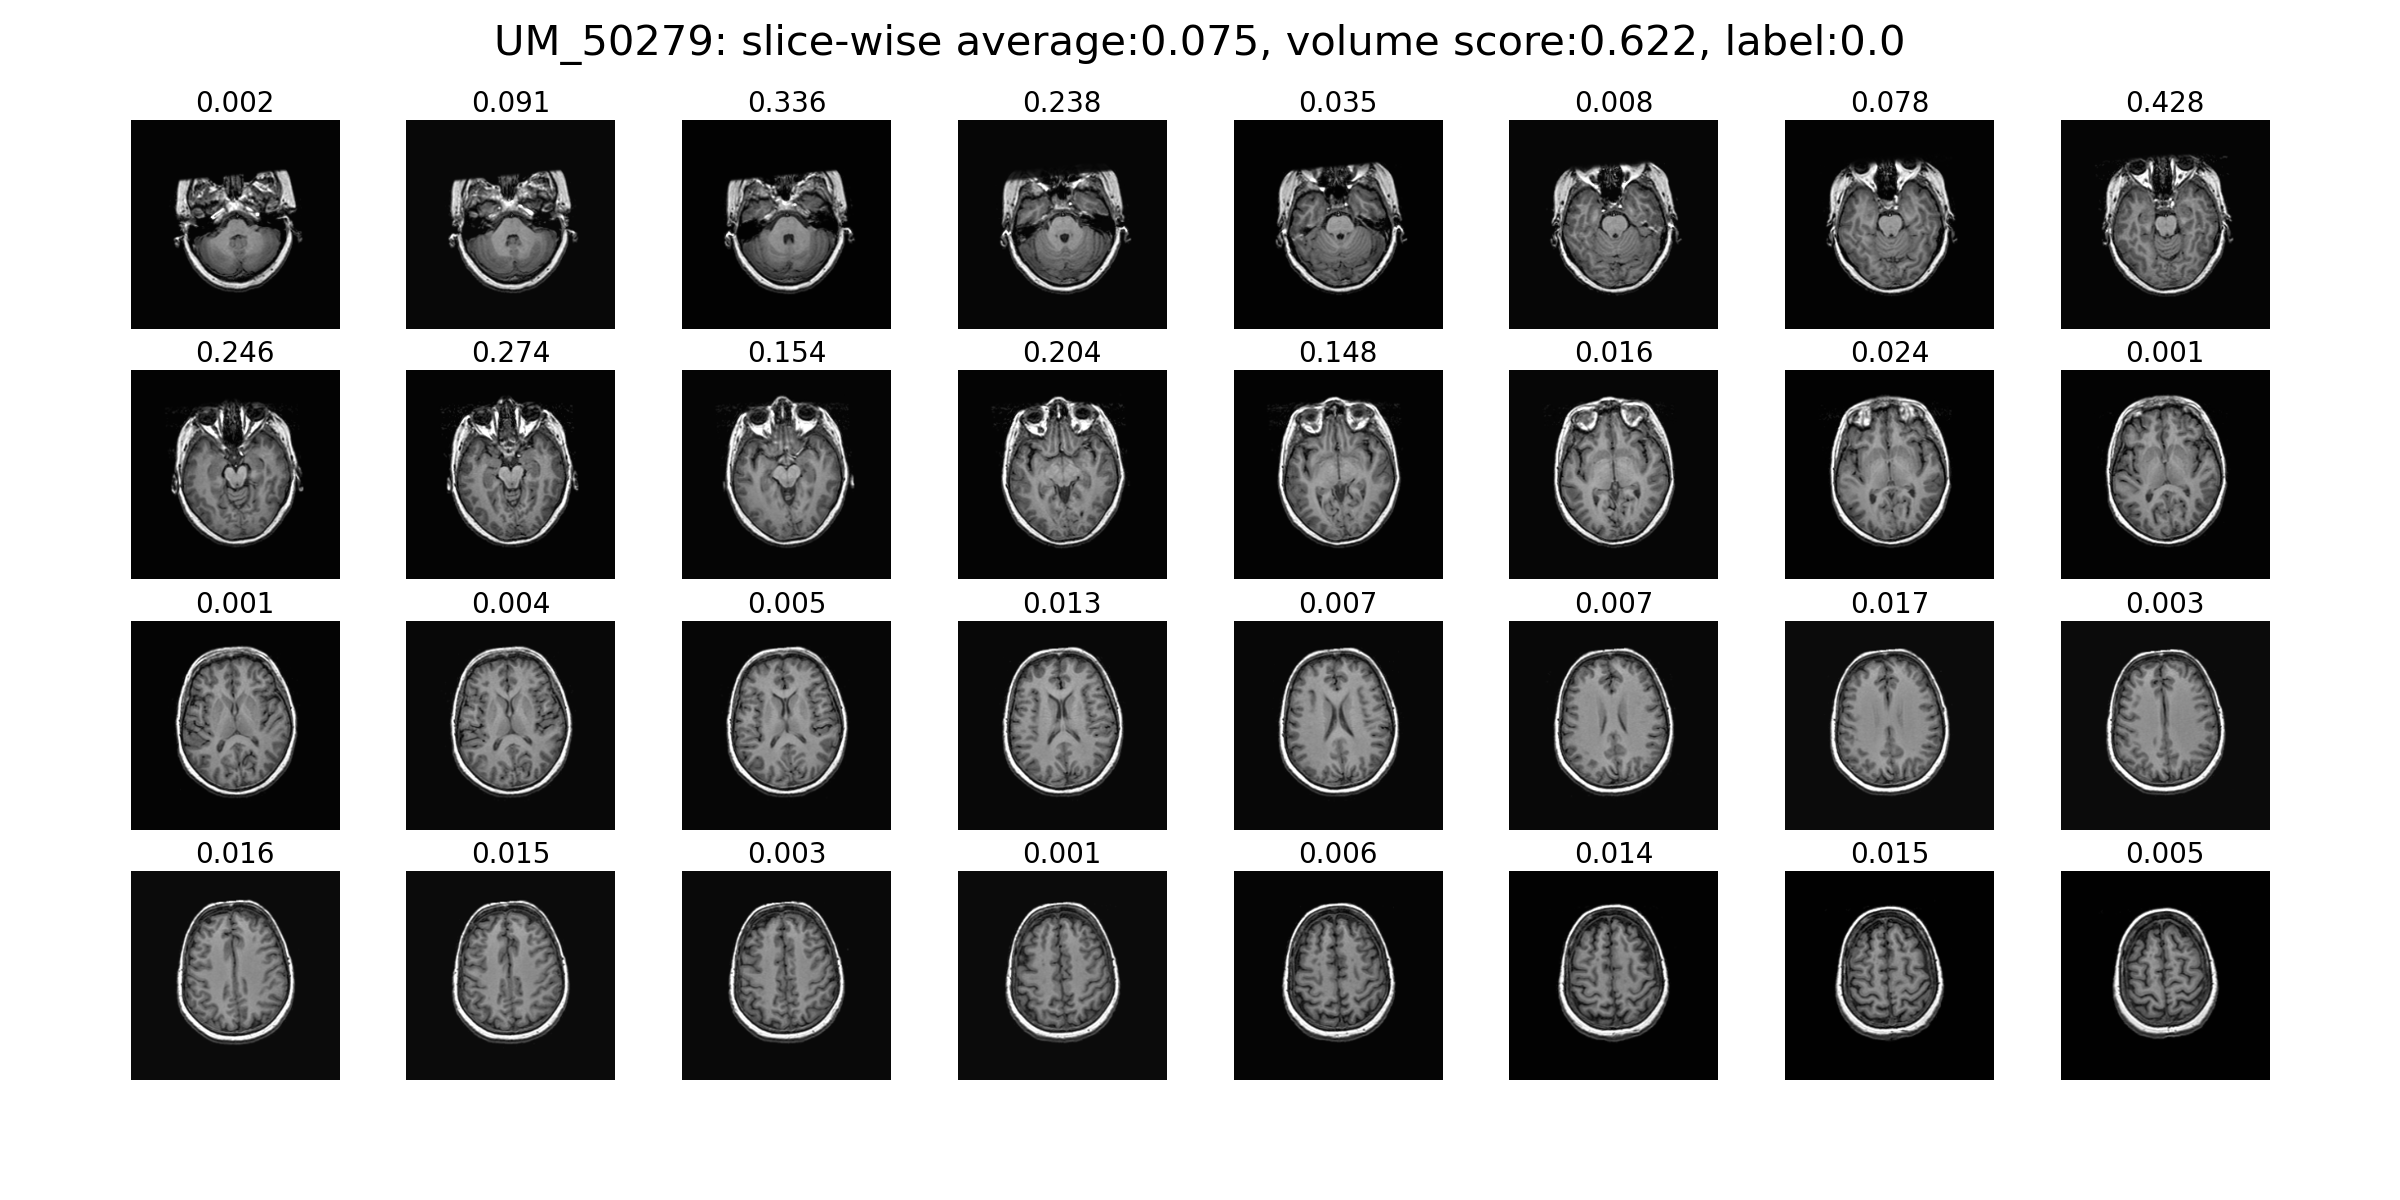 UM_50279: slice-wise average:0.075, volume score:0.622, label:0.0
0.002 0.091 0.336 0.238 0.035 0.008 0.078 0.428
0.246 0.274 0.154 0.204 0.148 0.016 0.024 0.001
0.001 0.004 0.005 0.013 0.007 0.007 0.017 0.003
0.016 0.015 0.003 0.001 0.006 0.014 0.015 0.005